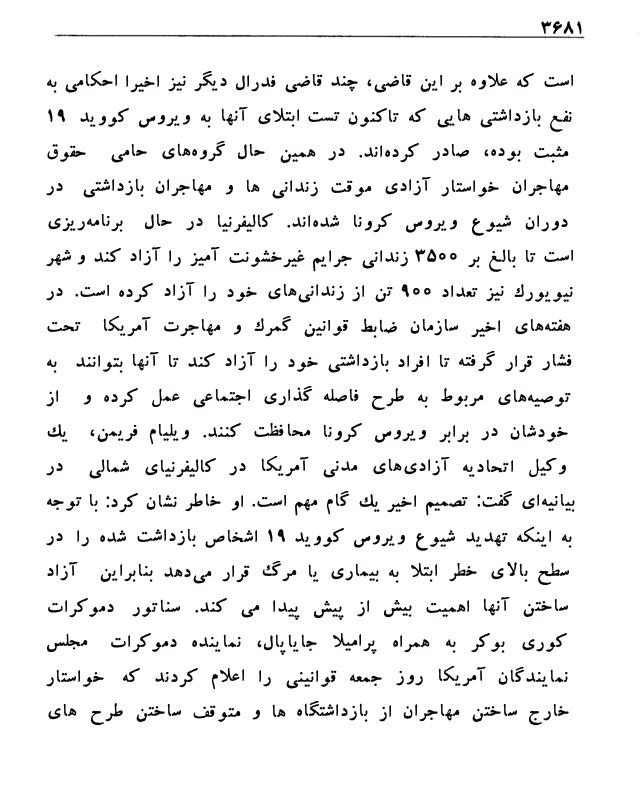 ۳۶۸۱
است که علاوه بر این قاضی، چند قاضی فدرال دیگر نیز اخیرا احکامی به
نفع بازداشتی هایی که تاکنون تست ابتلای آنها به ویروس کووید ۱۹
مثبت بوده، صادر کرده‌اند. در همین حال گروه‌های حامی حقوق
مهاجران خواستار آزادی موقت زندانی ها و مهاجران بازداشتی در
دوران شیوع ویروس کرونا شده‌اند. کالیفرنیا در حال برنامه‌ریزی
است تا بالغ بر ۳۵۰۰ زندانی جرایم غیرخشونت آمیز را آزاد کند و شهر
نیویورك نیز تعداد ۹۰۰ تن از زندانی‌های خود را آزاد کرده است. در
هفته‌های اخیر سازمان ضابط قوانین گمرك و مهاجرت آمریکا تحت
فشار قرار گرفته تا افراد بازداشتی خود را آزاد کند تا آنها بتوانند به
توصیه‌های مربوط به طرح فاصله گذاری اجتماعی عمل کرده و از
خودشان در برابر ویروس کرونا محافظت کنند. ویلیام فریمن، یك
وکیل اتحادیه آزادی‌های مدنی آمریکا در کالیفرنیای شمالی در
بیانیه‌ای گفت: تصمیم اخیر یك گام مهم است. او خاطر نشان کرد: با توجه
به اینکه تهدید شیوع ویروس کووید ۱۹ اشخاص بازداشت شده را در
سطح بالای خطر ابتلا به بیماری یا مرگ قرار می‌دهد بنابراین آزاد
ساختن آنها اهمیت بیش از پیش پیدا می کند. سناتور دموکرات
کوری بوکر به همراه پرامیلا جایاپال، نماینده دموکرات مجلس
نمایندگان آمریکا روز جمعه قوانینی را اعلام کردند که خواستار
خارج ساختن مهاجران از بازداشتگاه ها و متوقف ساختن طرح های